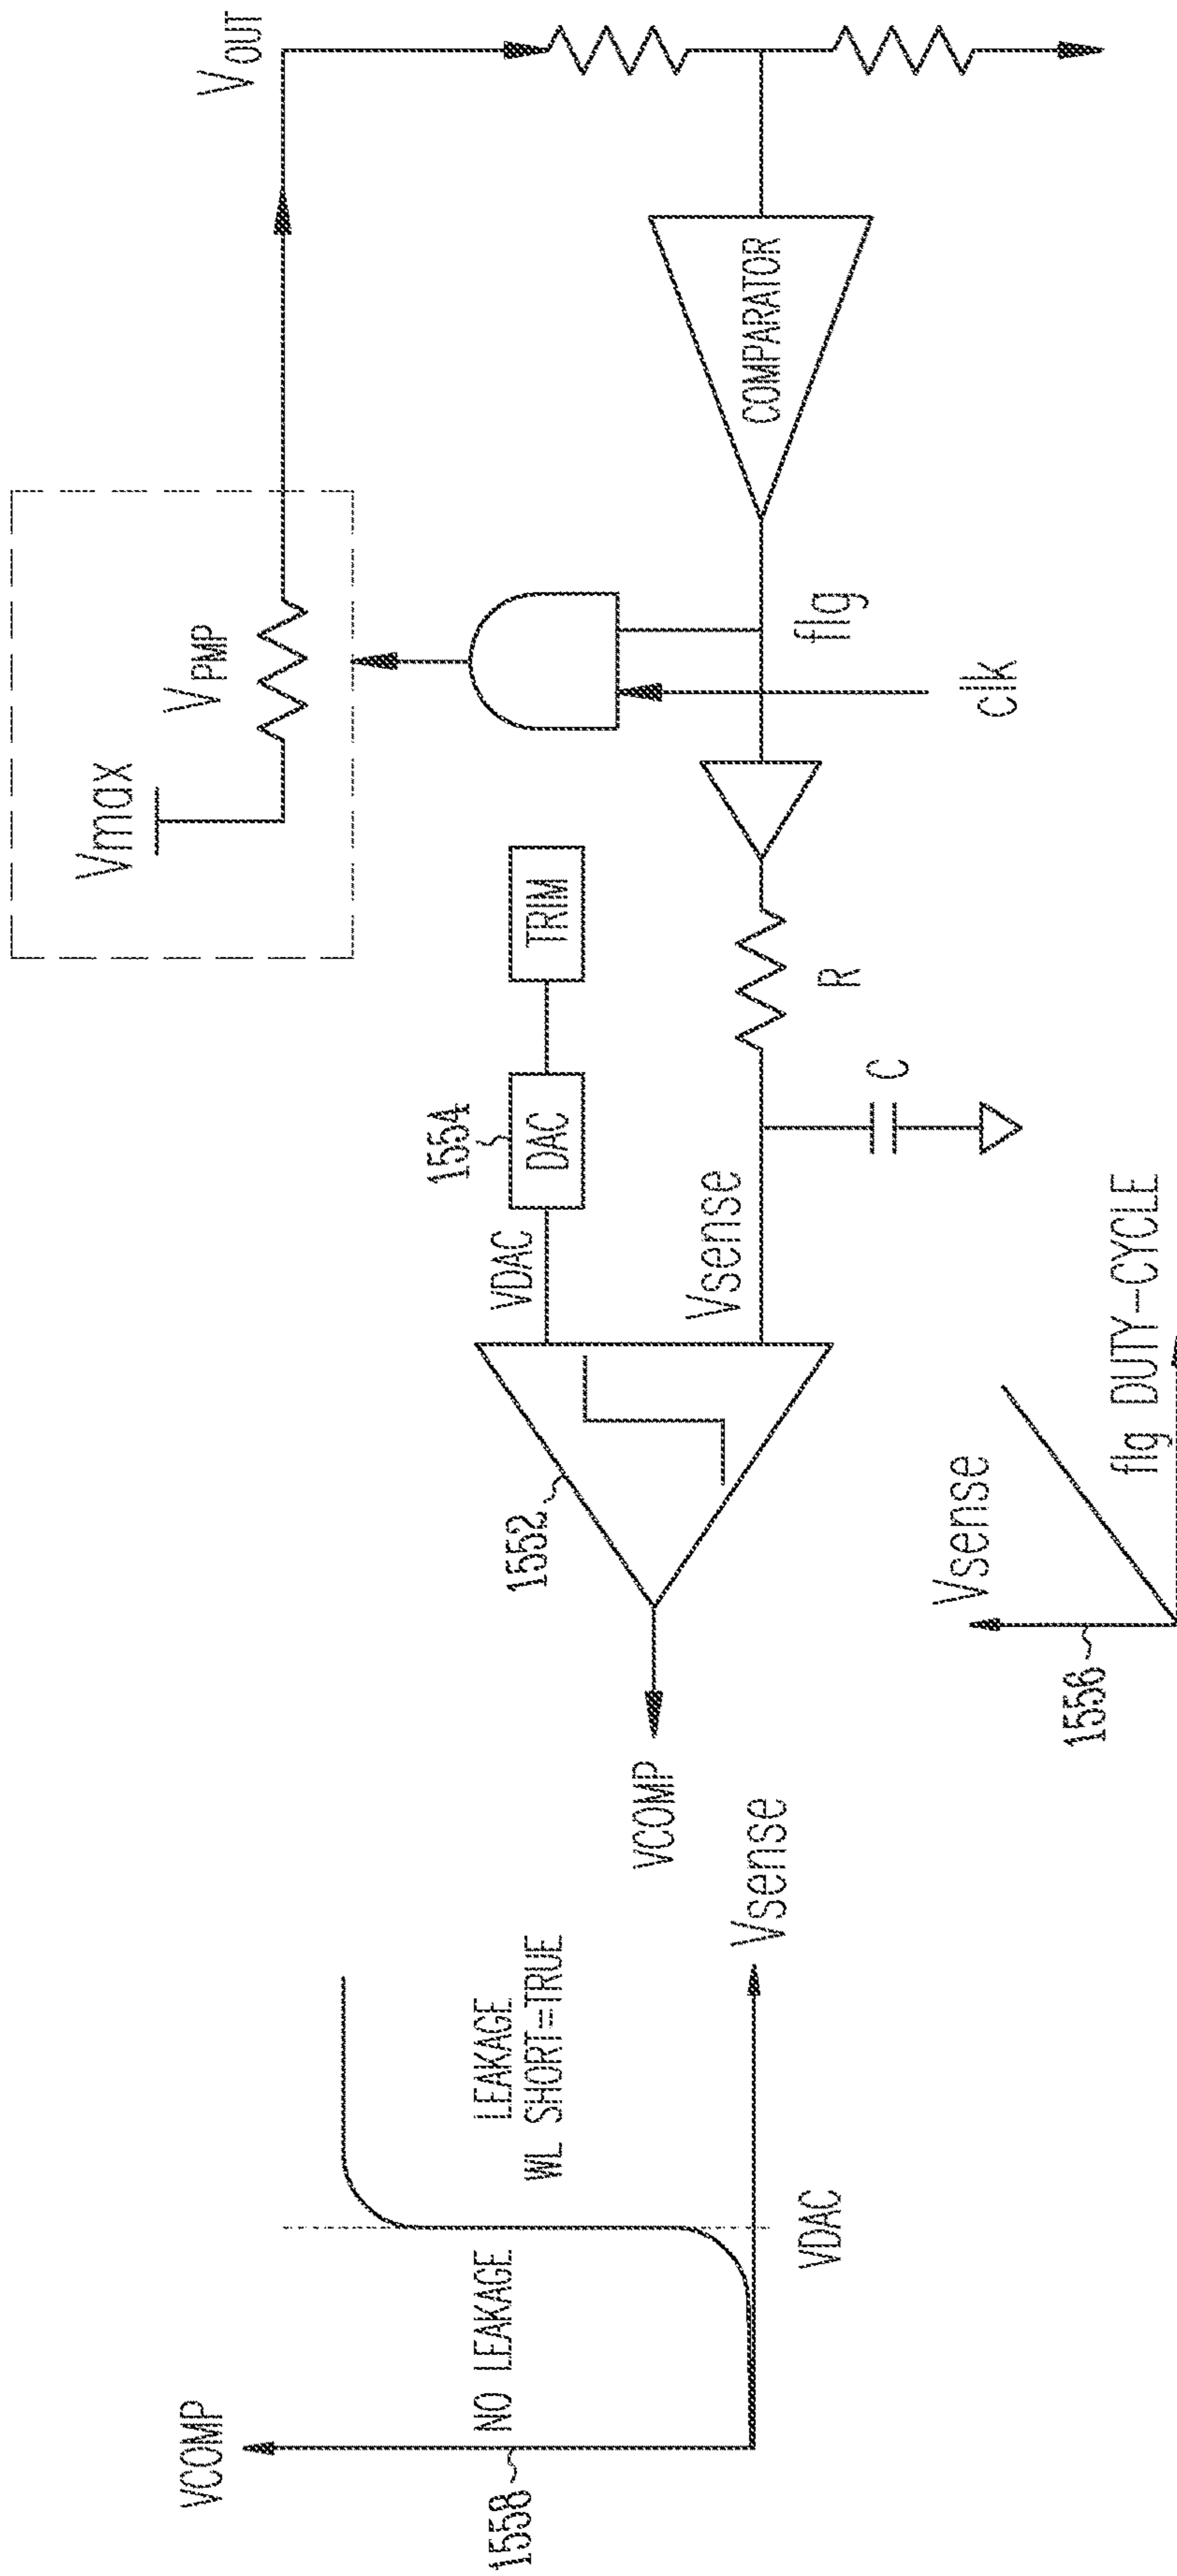 VCOMP
1558
NO LEAKAGE
LEAKAGE
WL SHORT=TRUE
VDAC
Vsense
VCOMP
1552
VDAC
1554
DAC
TRIM
Vsense
C
R
Vmax
VPMP
VOUT
clk
flg
COMPARATOR
1556
Vsense
flg DUTY-CYCLE